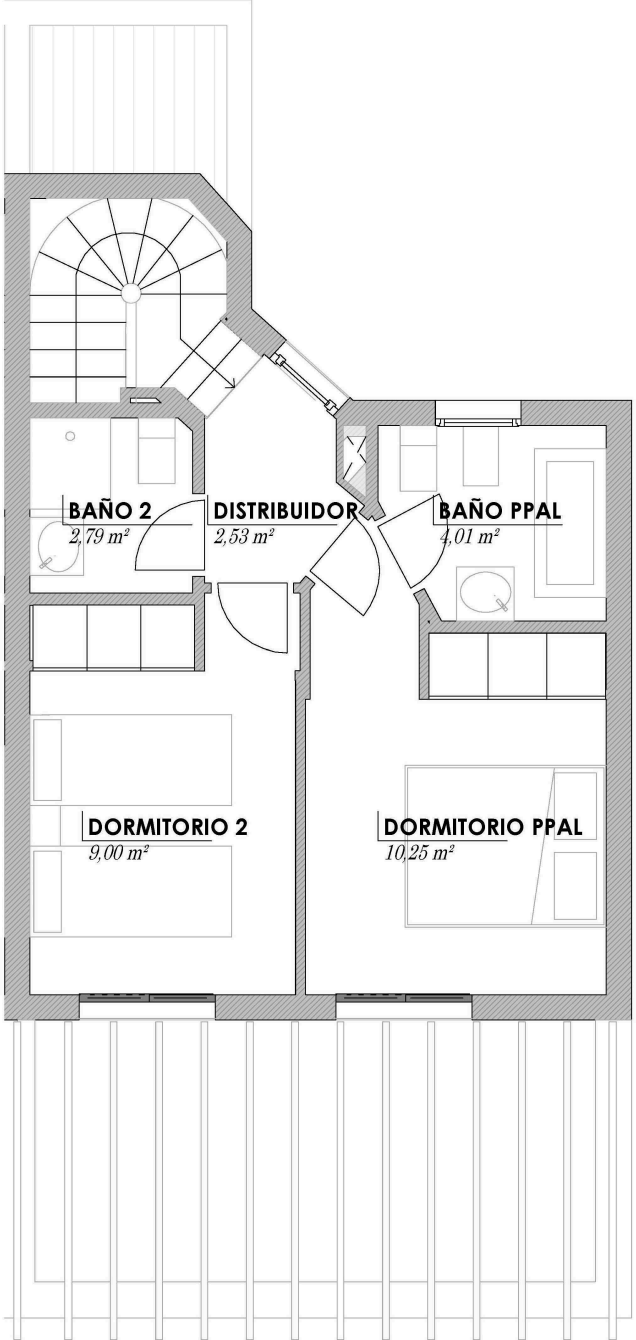 BAÑO 2
2,79 m²
DISTRIBUIDOR
2,53 m²
BAÑO PPAL
4,01 m²
DORMITORIO 2
9,00 m²
DORMITORIO PPAL
10,25 m²